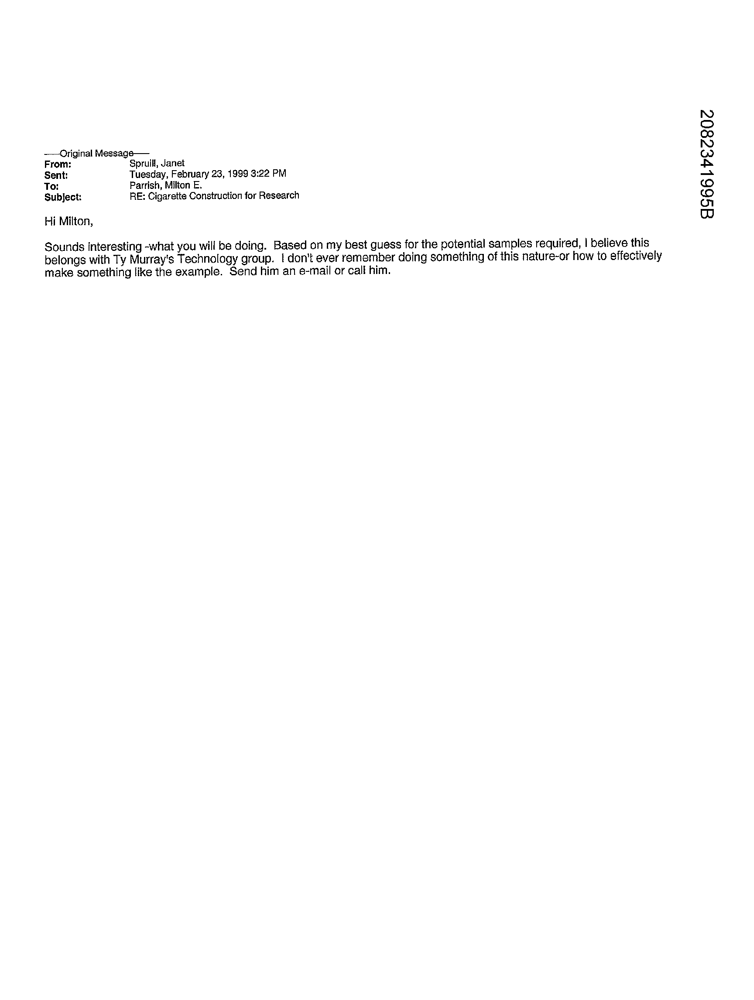 -----Original Message-----
From: Spruill, Janet
Sent: Tuesday, February 23, 1999 3:22 PM
To: Parrish, Milton E.
Subject: RE: Cigarette Construction for Research
Hi Milton,
Sounds interesting -what you will be doing. Based on my best guess for the potential samples required, I believe this
belongs with Ty Murray's Technology group. I don't ever remember doing something of this nature-or how to effectively
make something like the example. Send him an e-mail or call him.
2082341995B